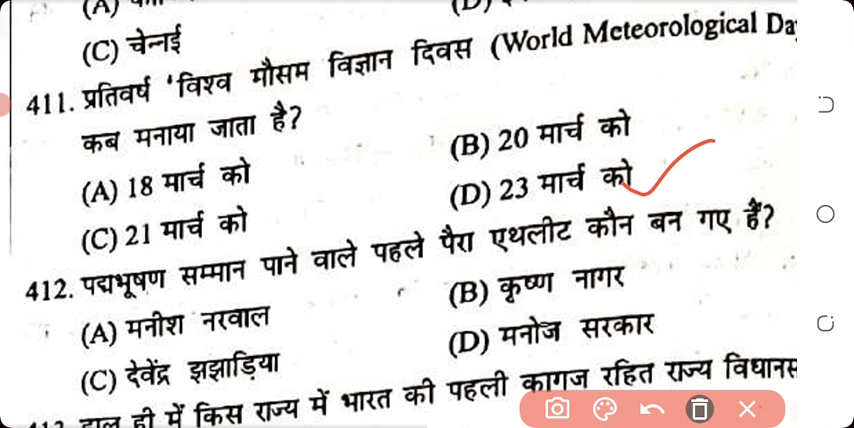 (A)
(C) चेन्नई
411. प्रतिवर्ष 'विश्व मौसम विज्ञान दिवस (World Meteorological Da
कब मनाया जाता है?
(A) 18 मार्च को (B) 20 मार्च को
(C) 21 मार्च को (D) 23 मार्च को
412. पद्मभूषण सम्मान पाने वाले पहले पैरा एथलीट कौन बन गए हैं?
(A) मनीश नरवाल (B) कृष्ण नागर
(C) देवेंद्र झझाड़िया (D) मनोज सरकार
हाल ही में किस राज्य में भारत की पहली कागज रहित राज्य विधानस